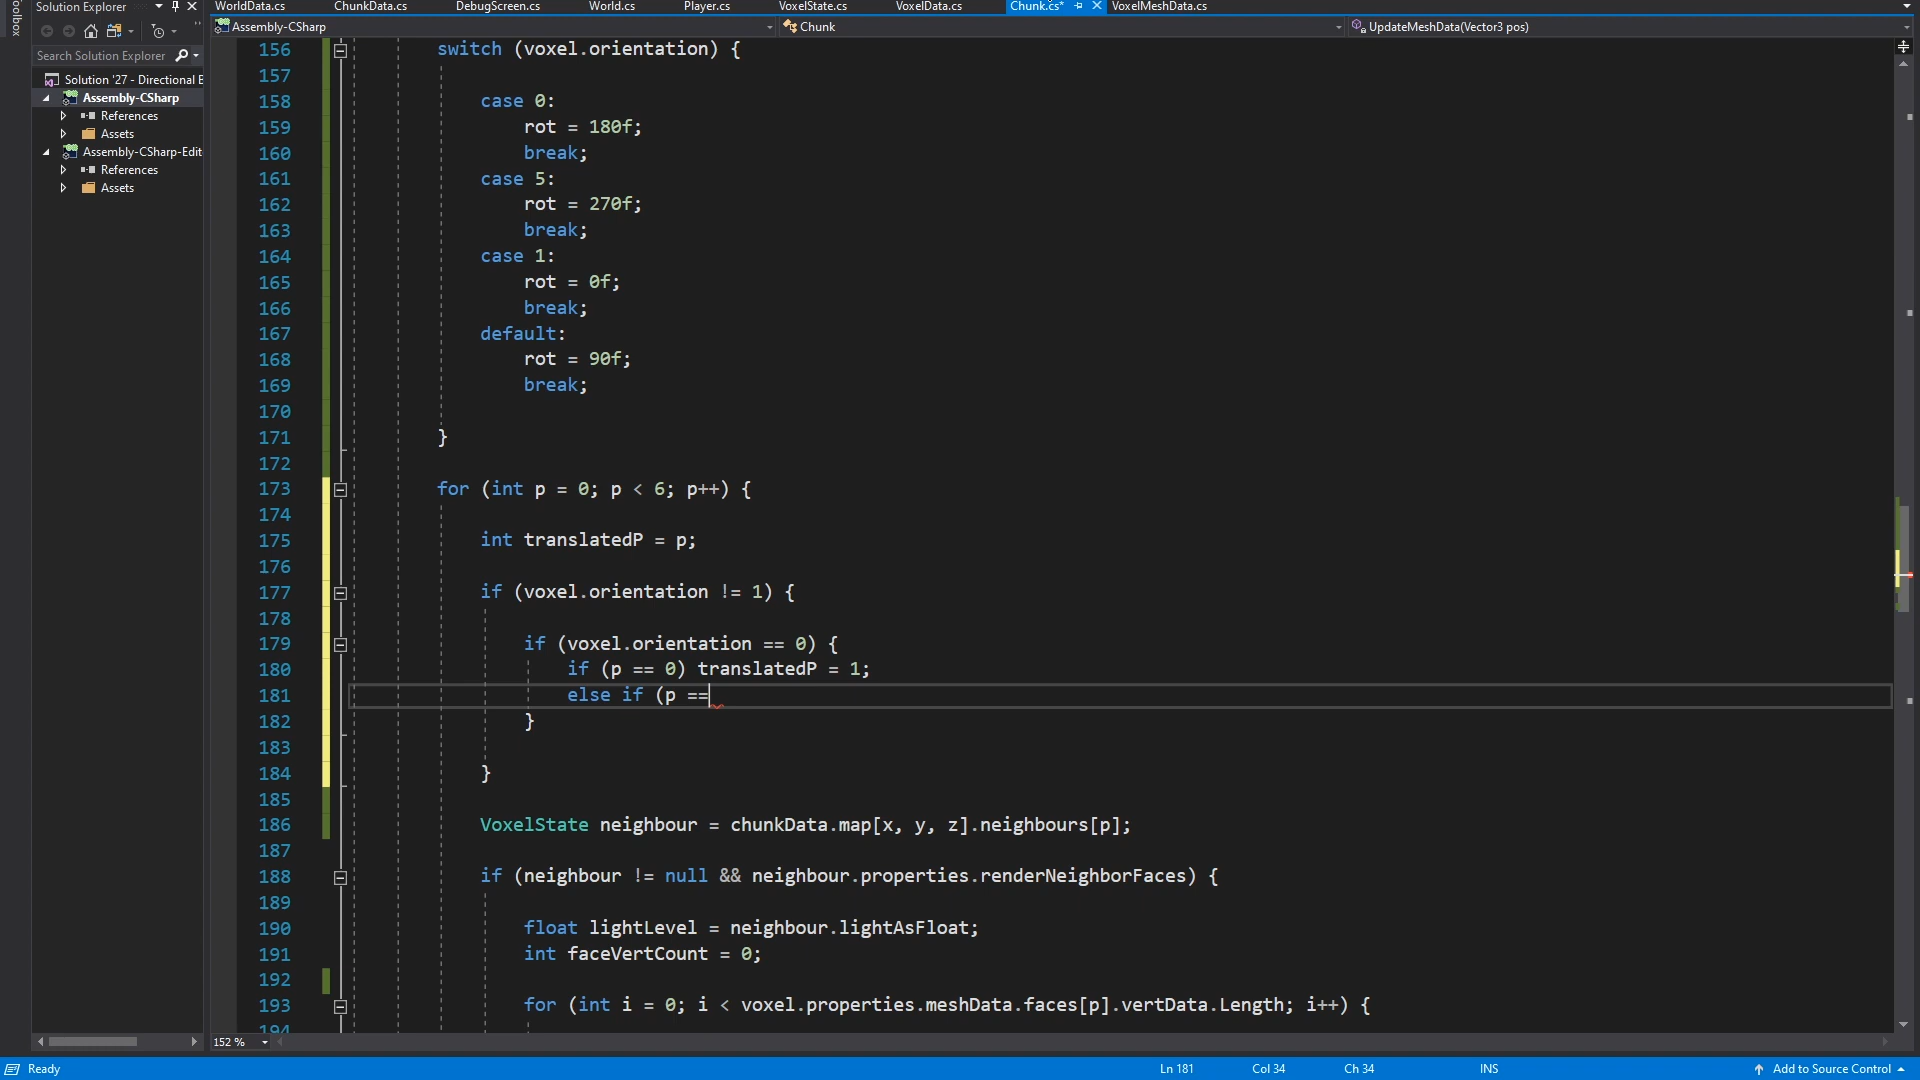 Solution Explorer
WorldData.cs
ChunkData.cs
DebugScreen.cs
World.cs
Player.cs
VoxelState.cs
VoxelData.cs
Chunk.cs*
VoxelMeshData.cs
Toolbox
Assembly-CSharp
Chunk
UpdateMeshData(Vector3 pos)
Search Solution Explorer
Solution '27 - Directional B
Assembly-CSharp
References
Assets
Assembly-CSharp-Edit
References
Assets
156 switch (voxel.orientation) {
157
158 case 0:
159 rot = 180f;
160 break;
161 case 5:
162 rot = 270f;
163 break;
164 case 1:
165 rot = 0f;
166 break;
167 default:
168 rot = 90f;
169 break;
170
171 }
172
173 for (int p = 0; p < 6; p++) {
174
175 int translatedP = p;
176
177 if (voxel.orientation != 1) {
178
179 if (voxel.orientation == 0) {
180 if (p == 0) translatedP = 1;
181 else if (p ==
182 }
183
184 }
185
186 VoxelState neighbour = chunkData.map[x, y, z].neighbours[p];
187
188 if (neighbour != null && neighbour.properties.renderNeighborFaces) {
189
190 float lightLevel = neighbour.lightAsFloat;
191 int faceVertCount = 0;
192
193 for (int i = 0; i < voxel.properties.meshData.faces[p].vertData.Length; i++) {
194
152 %
Ready
Ln 181
Col 34
Ch 34
INS
Add to Source Control